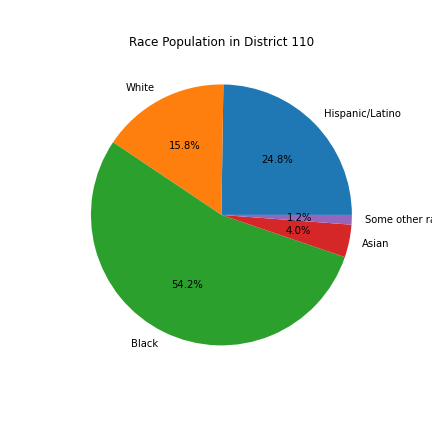 Race Population in District 110
White
Hispanic/Latino
15.8%
24.8%
1.2%
Some other ra
4.0%
Asian
54.2%
Black